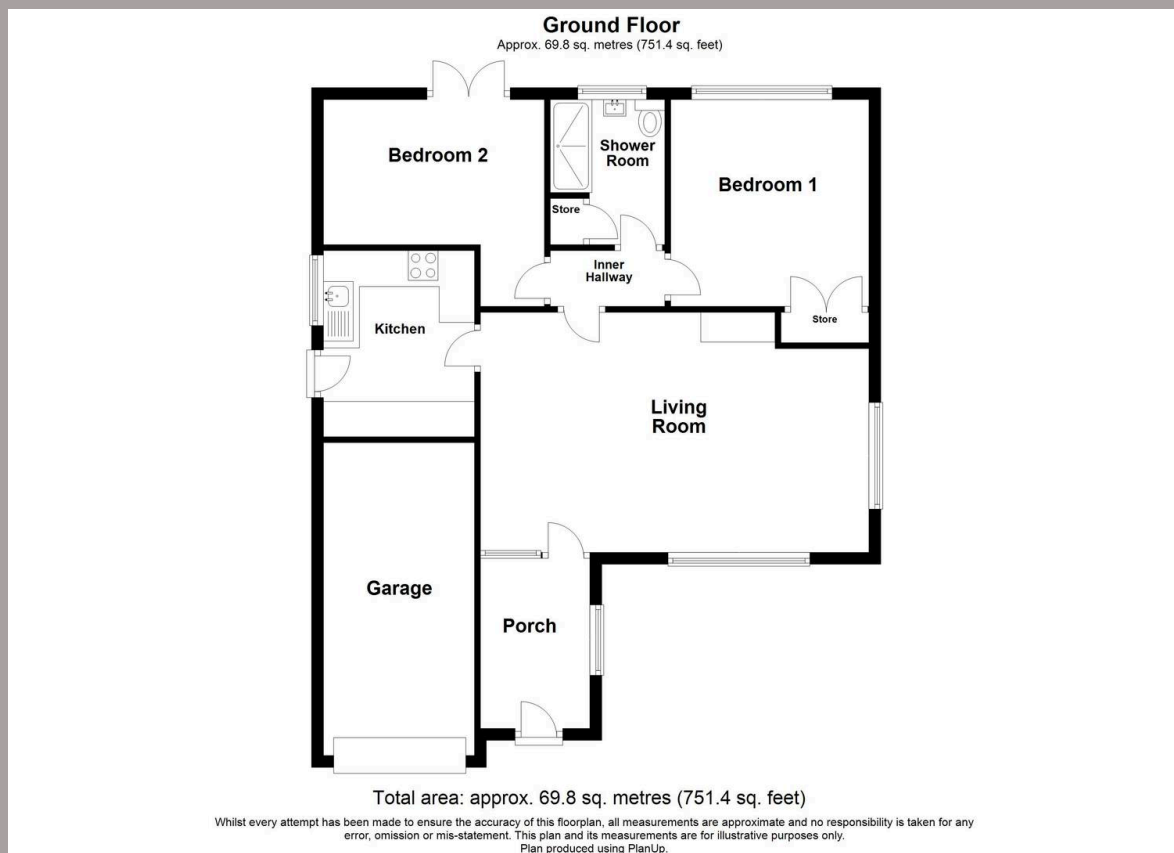 Ground Floor
Approx. 69.8 sq. metres (751.4 sq. feet)
Bedroom 2
Shower
Room
Bedroom 1
Store
Inner
Hallway
Store
Kitchen
Living
Room
Garage
Porch
Total area: approx. 69.8 sq. metres (751.4 sq. feet)
Whilst every attempt has been made to ensure the accuracy of this floorplan, all measurements are approximate and no responsibility is taken for any
error, omission or mis-statement. This plan and its measurements are for illustrative purposes only.
Plan produced using PlanUp.